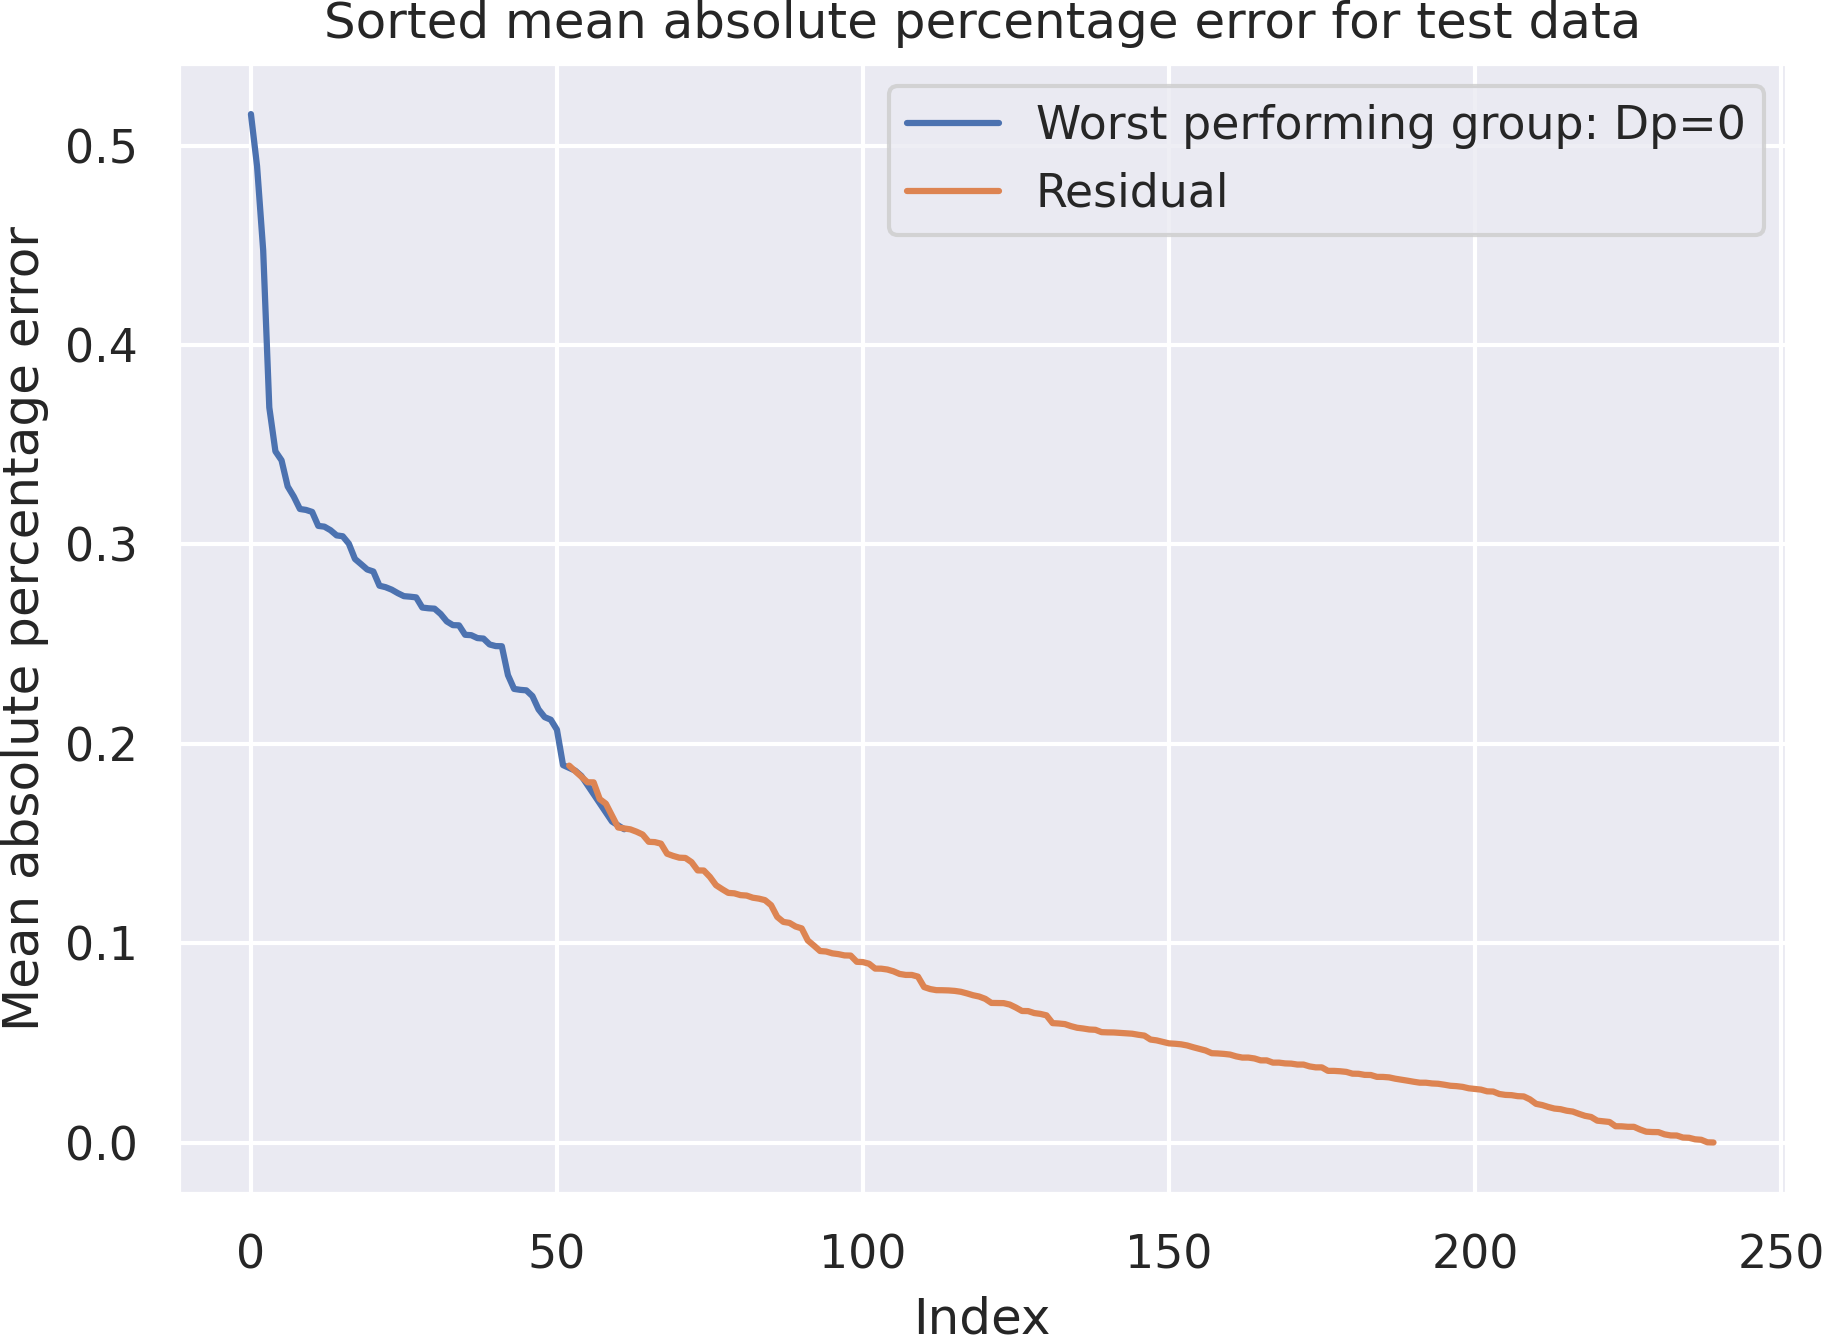 Sorted mean absolute percentage error for test data
Worst performing group: Dp=0
Residual
Mean absolute percentage error
0.5
0.4
0.3
0.2
0.1
0.0
0 50 100 150 200 250
Index